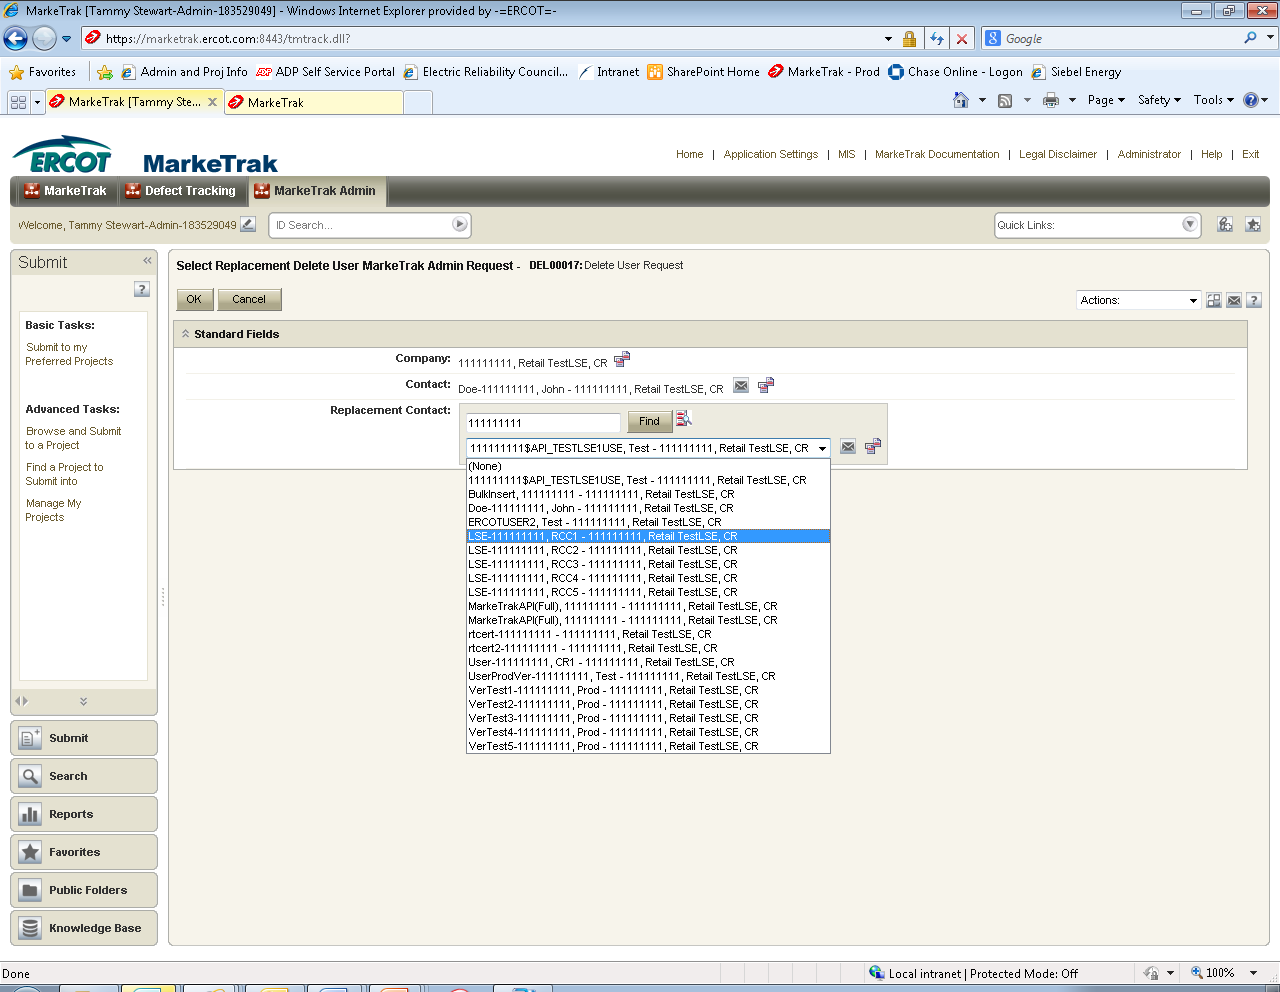 MarkeTrak [Tammy Stewart-Admin-183529049] - Windows Internet Explorer provided by -=ERCOT=-
https://marketrak.ercot.com:8443/tmtrack.dll?
Google
Favorites
Admin and Proj Info
ADP Self Service Portal
Electric Reliability Council...
Intranet
SharePoint Home
MarkeTrak - Prod
Chase Online - Logon
Siebel Energy
MarkeTrak [Tammy Ste...
MarkeTrak
Page
Safety
Tools
ERCOT
MarkeTrak
Home | Application Settings | MIS | MarkeTrak Documentation | Legal Disclaimer | Administrator | Help | Exit
MarkeTrak
Defect Tracking
MarkeTrak Admin
Welcome, Tammy Stewart-Admin-183529049
ID Search...
Quick Links:
Submit
Basic Tasks:
Submit to my
Preferred Projects
Advanced Tasks:
Browse and Submit
to a Project
Find a Project to
Submit into
Manage My
Projects
Submit
Search
Reports
Favorites
Public Folders
Knowledge Base
Select Replacement Delete User MarkeTrak Admin Request - DEL00017: Delete User Request
OK
Cancel
Actions:
Standard Fields
Company: 111111111, Retail TestLSE, CR
Contact: Doe-111111111, John - 111111111, Retail TestLSE, CR
Replacement Contact:
111111111
Find
111111111$API_TESTLSE1USE, Test - 111111111, Retail TestLSE, CR
(None)
111111111$API_TESTLSE1USE, Test - 111111111, Retail TestLSE, CR
BulkInsert, 111111111 - 111111111, Retail TestLSE, CR
Doe-111111111, John - 111111111, Retail TestLSE, CR
ERCOTUSER2, Test - 111111111, Retail TestLSE, CR
LSE-111111111, RCC1 - 111111111, Retail TestLSE, CR
LSE-111111111, RCC2 - 111111111, Retail TestLSE, CR
LSE-111111111, RCC3 - 111111111, Retail TestLSE, CR
LSE-111111111, RCC4 - 111111111, Retail TestLSE, CR
LSE-111111111, RCC5 - 111111111, Retail TestLSE, CR
MarkeTrakAPI(Full), 111111111 - 111111111, Retail TestLSE, CR
MarkeTrakAPI(Full), 111111111 - 111111111, Retail TestLSE, CR
rtcert-111111111 - 111111111, Retail TestLSE, CR
rtcert2-111111111 - 111111111, Retail TestLSE, CR
User-111111111, CR1 - 111111111, Retail TestLSE, CR
UserProdVer-111111111, Test - 111111111, Retail TestLSE, CR
VerTest1-111111111, Prod - 111111111, Retail TestLSE, CR
VerTest2-111111111, Prod - 111111111, Retail TestLSE, CR
VerTest3-111111111, Prod - 111111111, Retail TestLSE, CR
VerTest4-111111111, Prod - 111111111, Retail TestLSE, CR
VerTest5-111111111, Prod - 111111111, Retail TestLSE, CR
Done
Local intranet | Protected Mode: Off
100%